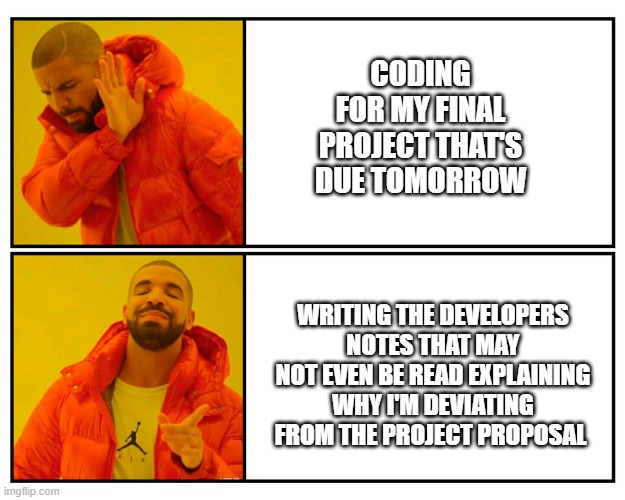 CODING
FOR MY FINAL
PROJECT THAT'S
DUE TOMORROW
WRITING THE DEVELOPERS
NOTES THAT MAY
NOT EVEN BE READ EXPLAINING
WHY I'M DEVIATING
FROM THE PROJECT PROPOSAL
imgflip.com